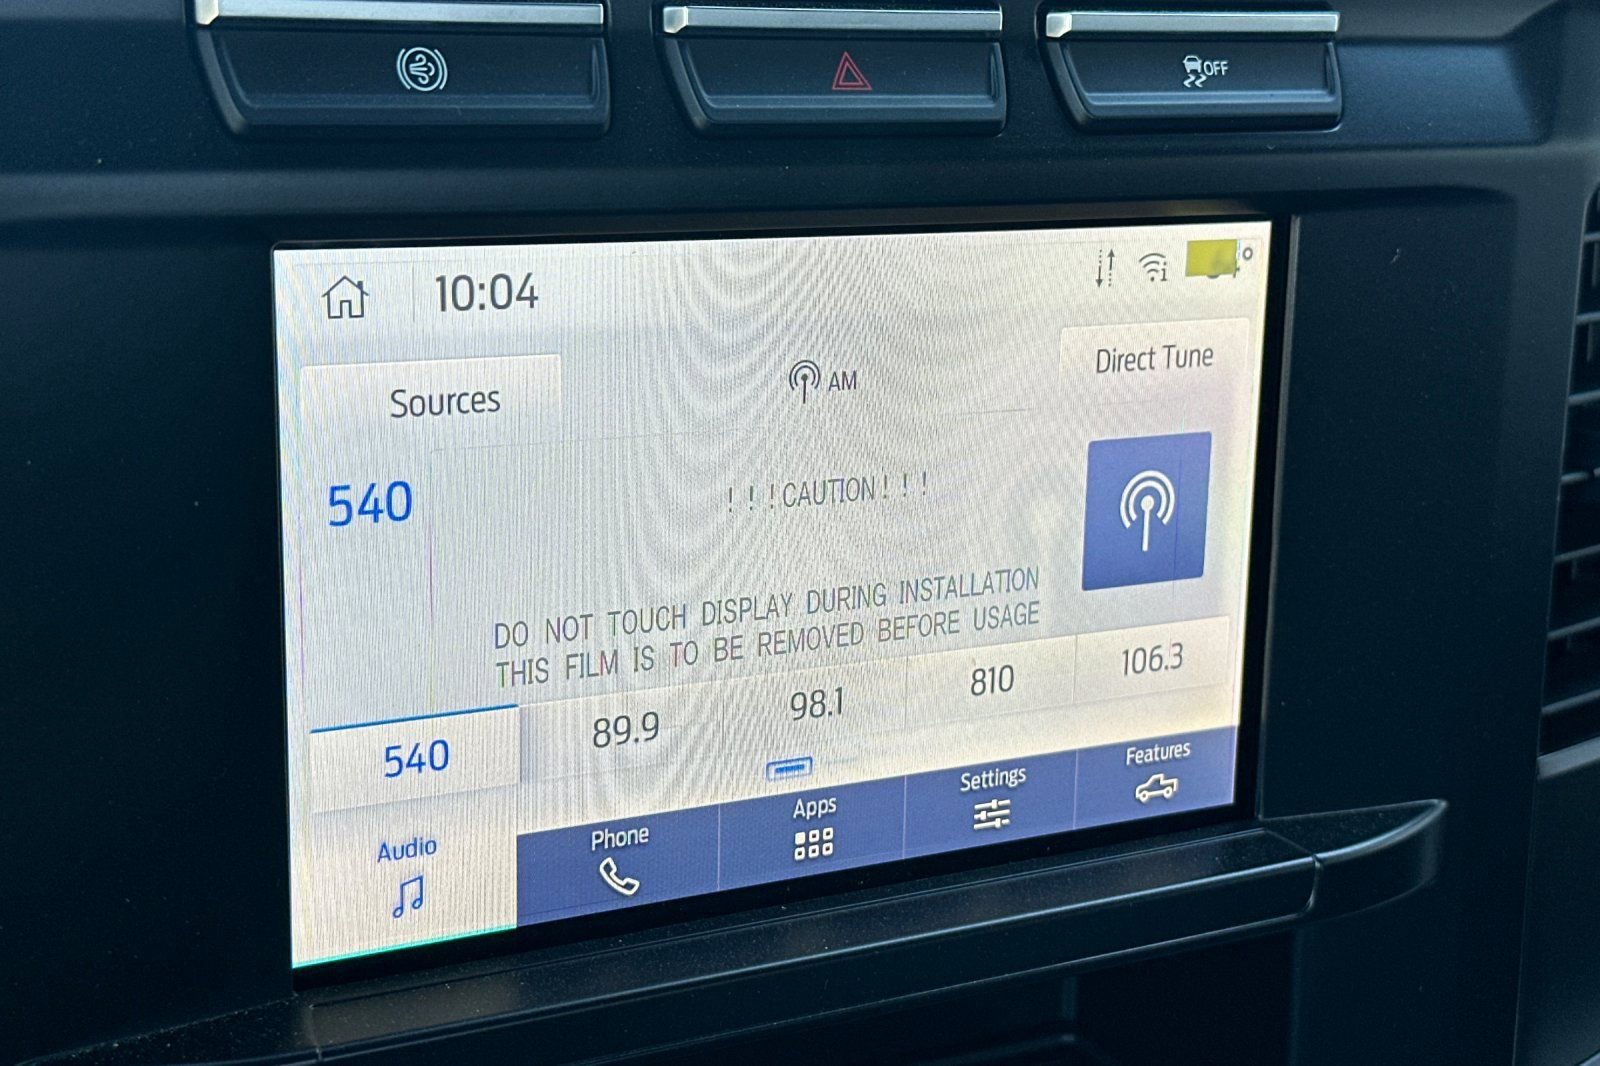 OFF
10:04
Sources
AM
Direct Tune
540
! ! ! CAUTION ! ! !
DO NOT TOUCH DISPLAY DURING INSTALLATION
THIS FILM IS TO BE REMOVED BEFORE USAGE
540 89.9 98.1 810 106.3
Audio Phone Apps Settings Features